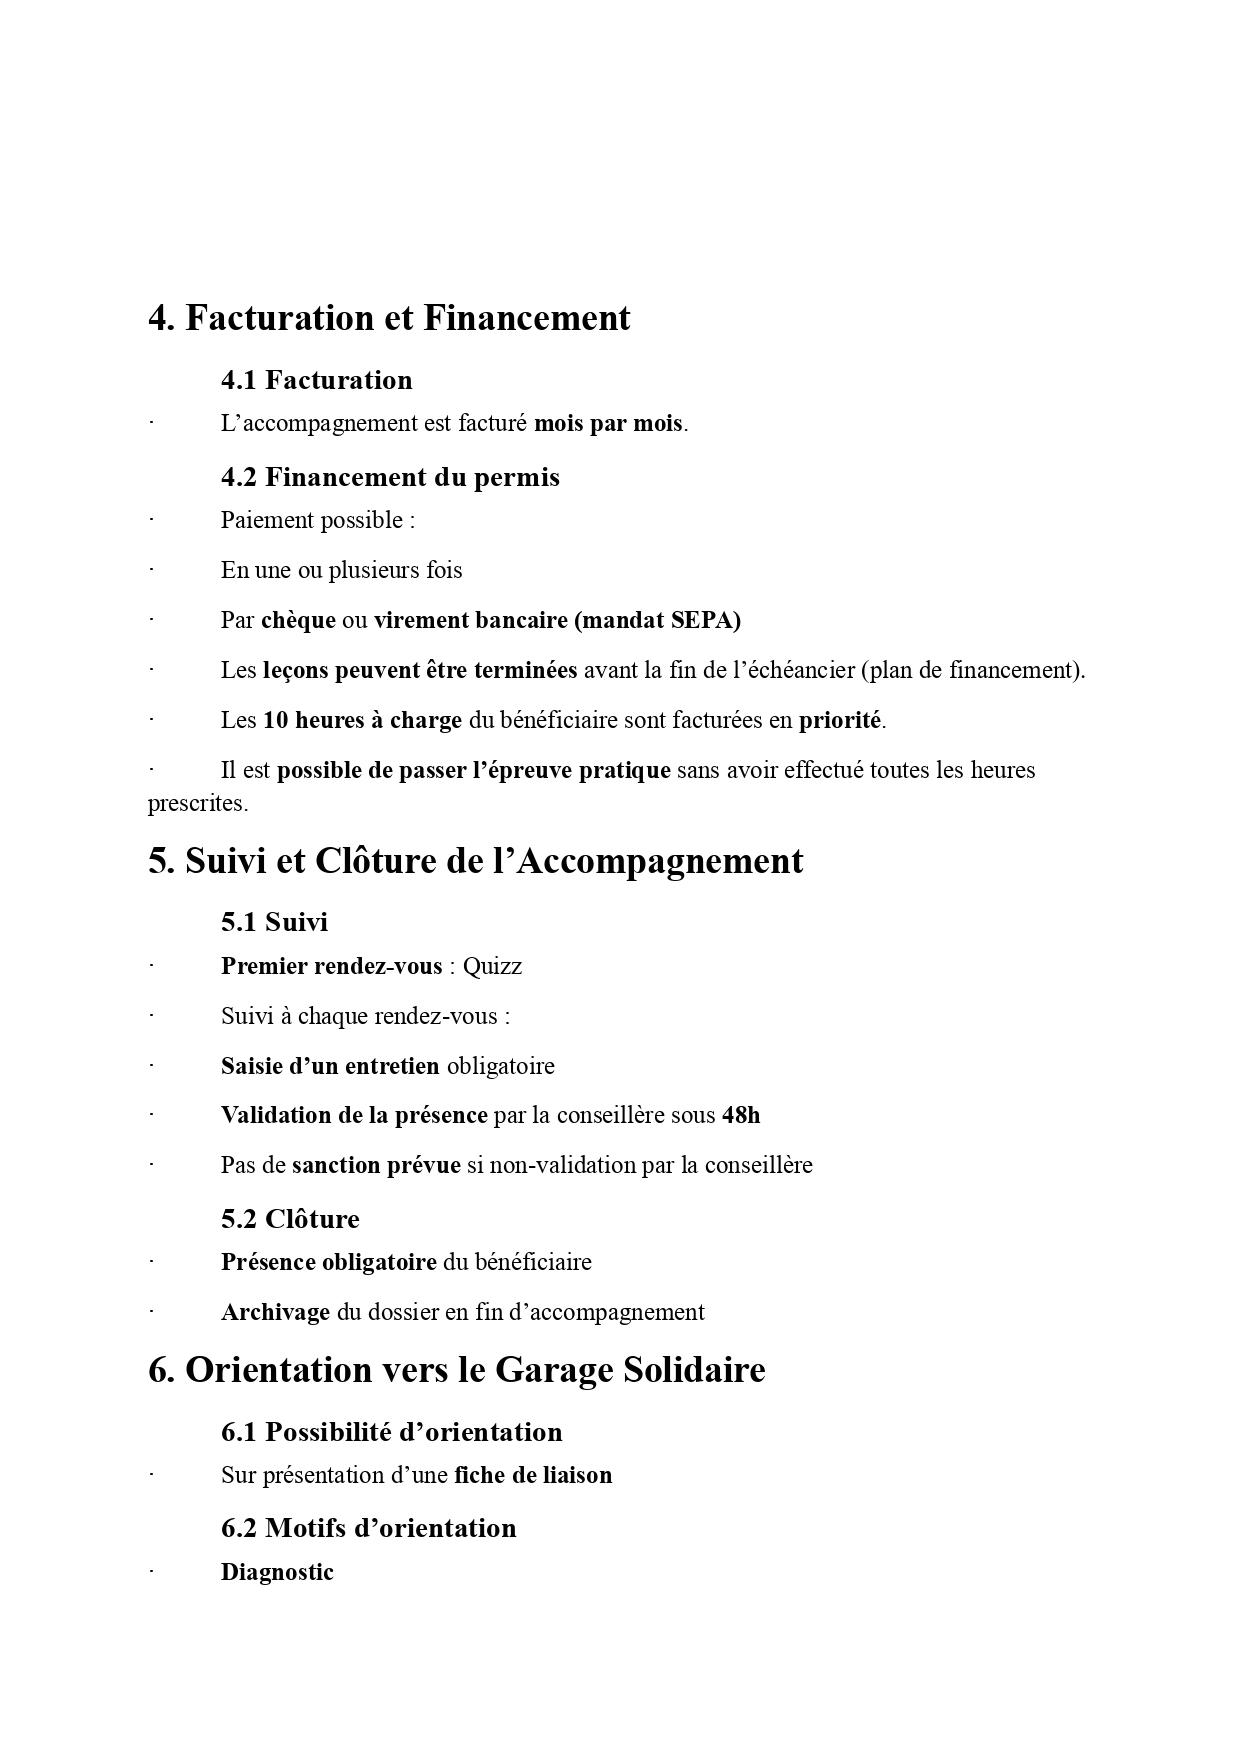 4. Facturation et Financement
4.1 Facturation
· L’accompagnement est facturé mois par mois.
4.2 Financement du permis
· Paiement possible :
· En une ou plusieurs fois
· Par chèque ou virement bancaire (mandat SEPA)
· Les leçons peuvent être terminées avant la fin de l’échéancier (plan de financement).
· Les 10 heures à charge du bénéficiaire sont facturées en priorité.
· Il est possible de passer l’épreuve pratique sans avoir effectué toutes les heures
prescrites.
5. Suivi et Clôture de l’Accompagnement
5.1 Suivi
· Premier rendez-vous : Quizz
· Suivi à chaque rendez-vous :
· Saisie d’un entretien obligatoire
· Validation de la présence par la conseillère sous 48h
· Pas de sanction prévue si non-validation par la conseillère
5.2 Clôture
· Présence obligatoire du bénéficiaire
· Archivage du dossier en fin d’accompagnement
6. Orientation vers le Garage Solidaire
6.1 Possibilité d’orientation
· Sur présentation d’une fiche de liaison
6.2 Motifs d’orientation
· Diagnostic